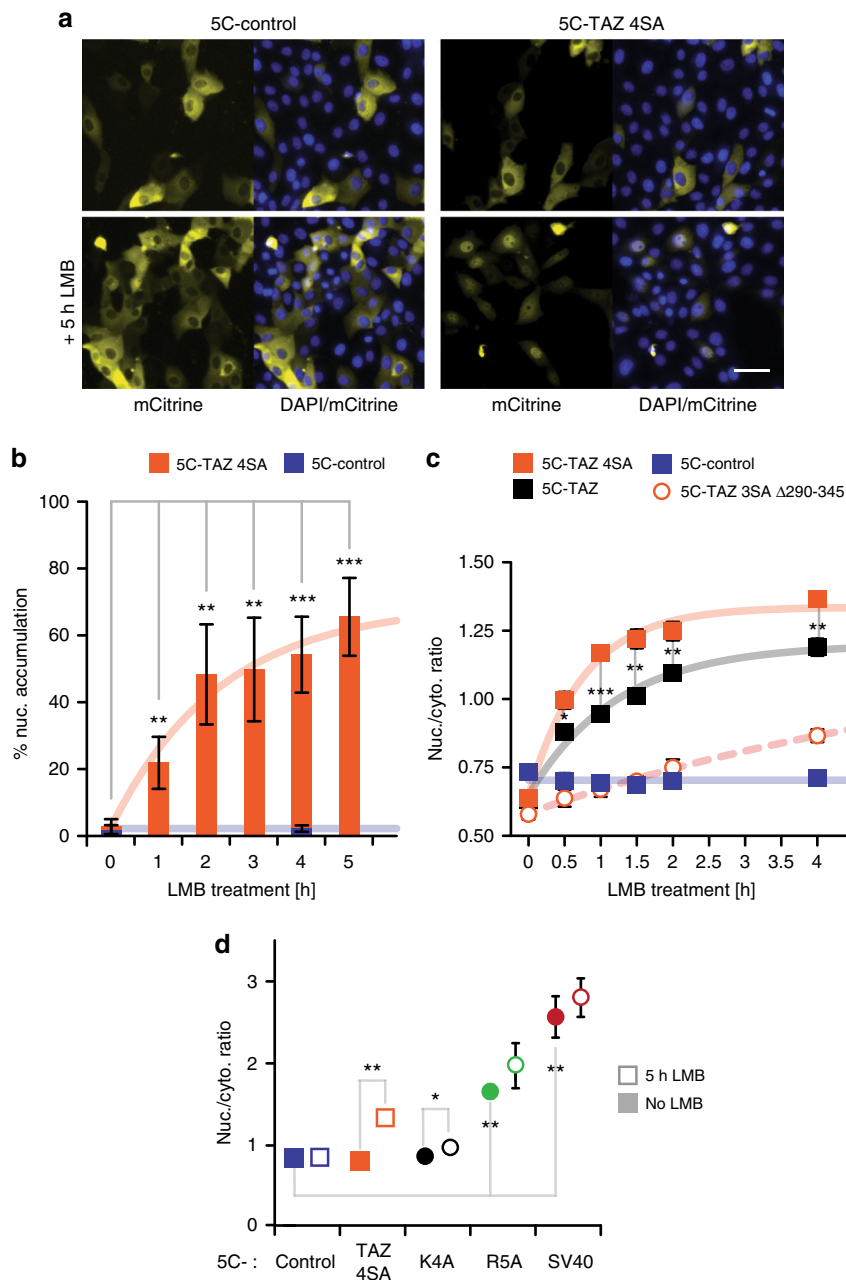 a
5C-control
5C-TAZ 4SA
+ 5 h LMB
mCitrine
DAPI/mCitrine
mCitrine
DAPI/mCitrine
b
5C-TAZ 4SA
5C-control
% nuc. accumulation
100
80
60
40
20
0
**
**
**
***
***
0 1 2 3 4 5
LMB treatment [h]
c
5C-TAZ 4SA
5C-control
5C-TAZ
5C-TAZ 3SA Δ290-345
Nuc./cyto. ratio
1.50
1.25
1.00
0.75
0.50
*
***
**
**
**
0 0.5 1 1.5 2 2.5 3 3.5 4
LMB treatment [h]
d
Nuc./cyto. ratio
3
2
1
0
**
*
**
**
5 h LMB
No LMB
5C- : Control TAZ 4SA K4A R5A SV40